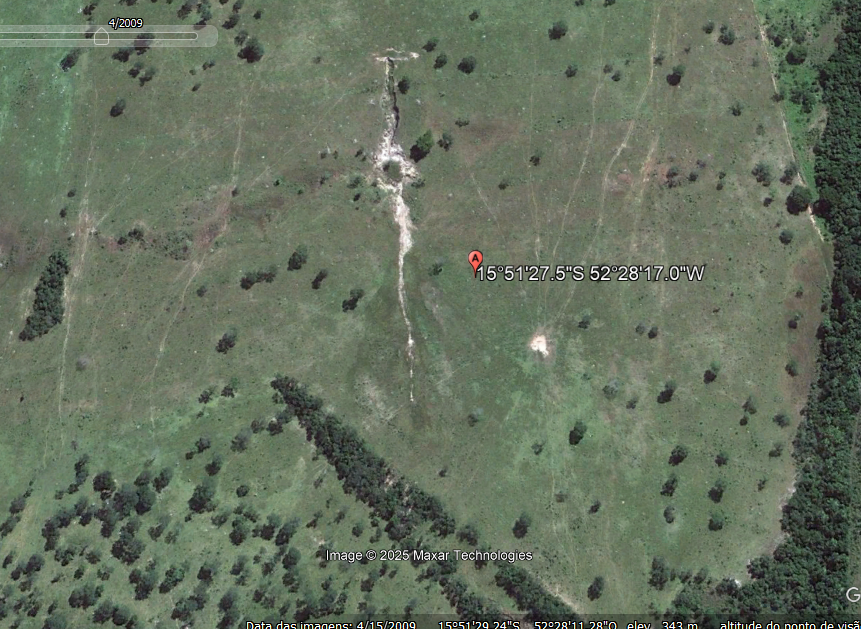 4/2009
A
15°51'27.5"S 52°28'17.0"W
Image © 2025 Maxar Technologies
G
Data das imagens: 4/15/2009 15°51'29.24"S 52°28'11.28"O elev. 343 m altitude do ponto de visã